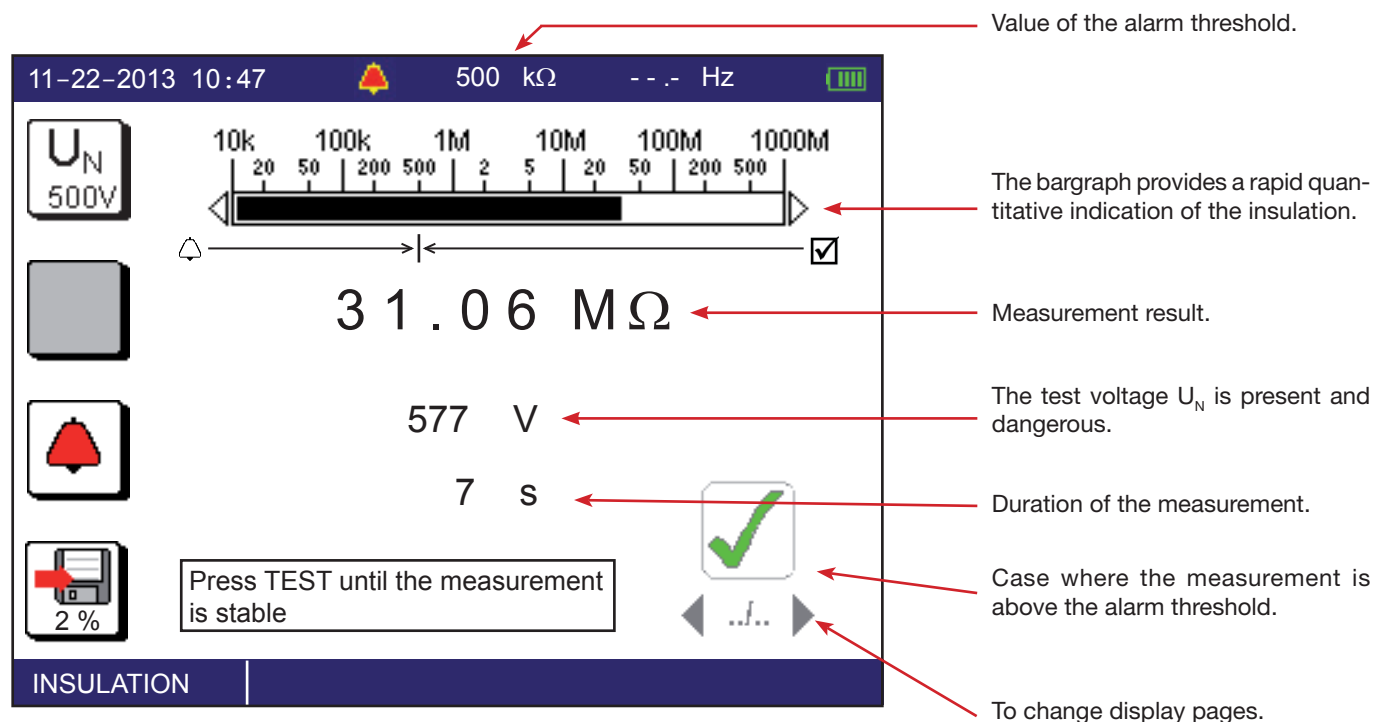 Value of the alarm threshold.
11-22-2013 10:47 500 kΩ - - .- Hz
UN
500V
10k 100k 1M 10M 100M 1000M
20 50 200 500 2 5 20 50 200 500
The bargraph provides a rapid quan-
titative indication of the insulation.
31.06 MΩ
Measurement result.
577 V
The test voltage UN is present and
dangerous.
7 s
Duration of the measurement.
2 %
Press TEST until the measurement
is stable
Case where the measurement is
above the alarm threshold.
../..
INSULATION
To change display pages.